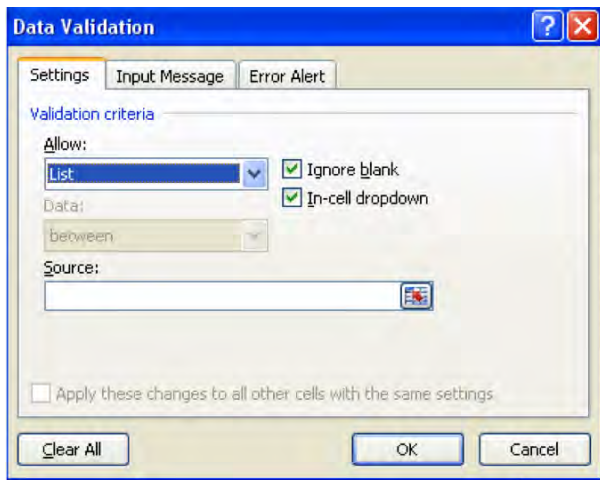 Data Validation
Settings Input Message Error Alert
Validation criteria
Allow:
List Ignore blank
Data: In-cell dropdown
between
Source:
Apply these changes to all other cells with the same settings
Clear All OK Cancel